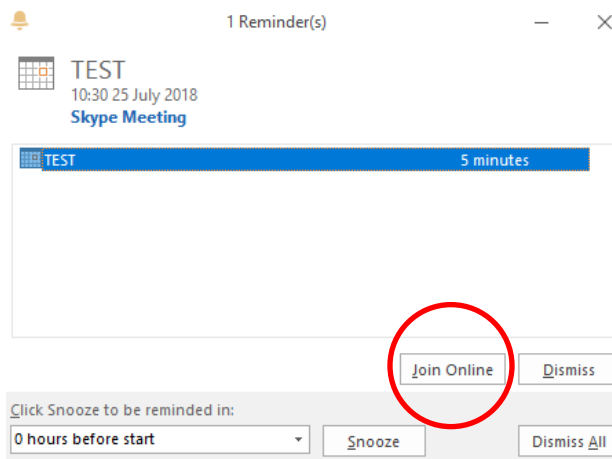 1 Reminder(s)
TEST
10:30 25 July 2018
Skype Meeting
TEST 5 minutes
Join Online Dismiss
Click Snooze to be reminded in:
0 hours before start Snooze Dismiss All